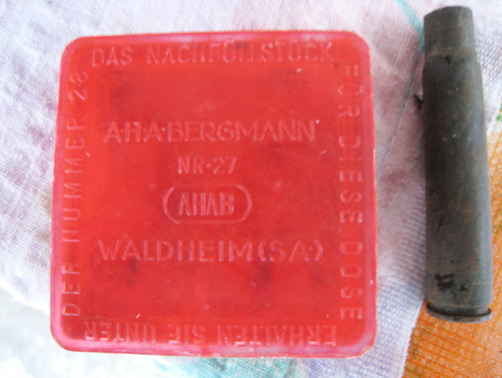 DAS NACHFÜLLSTÜCK
FÜR DIESE DOSE
ERHALTEN SIE UNTER
DER NUMMER 28
A·H·A·BERGMANN
NR·27
AHAB
WALDHEIM (SA·)